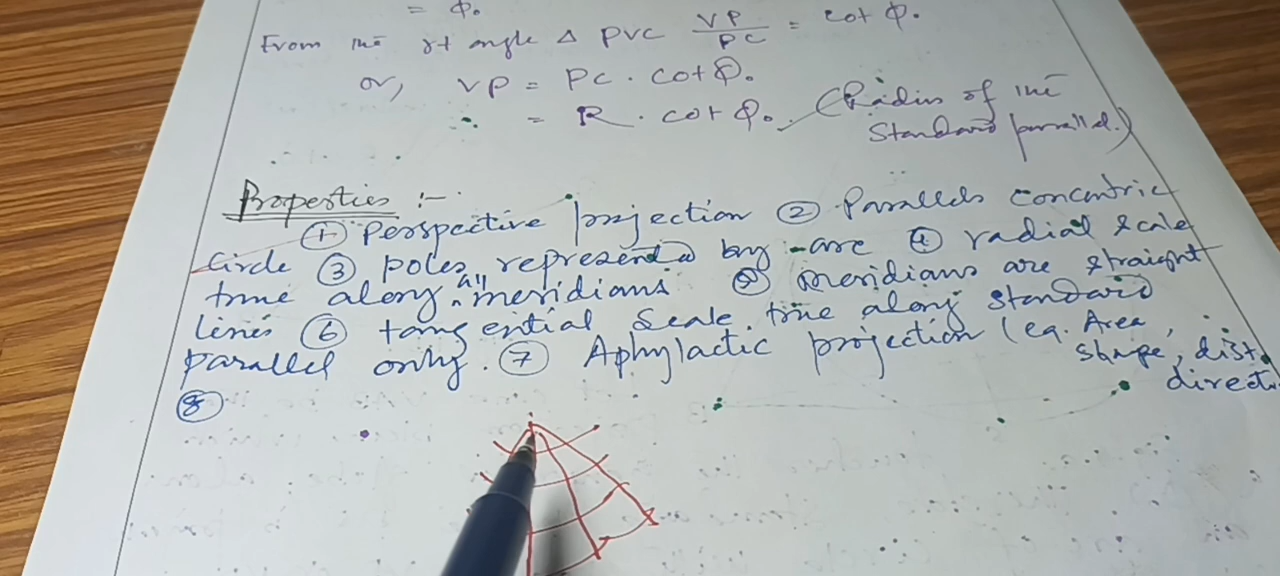 = Φ₀
From the rt angle Δ PVC VP/PC = cot Φ₀
or, VP = PC · cot Φ₀
∴ = R · cot Φ₀ (Radius of the
Standard parallel.)
Properties :-
① Perspective projection ② Parallels concentric
Circle ③ poles represented by arc ④ radial scale
true along all meridians ⑤ meridians are straight
lines ⑥ tangential scale true along standard
parallel only. ⑦ Aphylactic projection (eq. Area,
shape, dist.
direct.
⑧